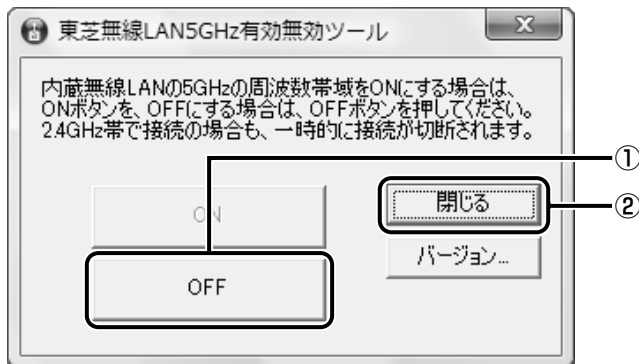 東芝無線LAN5GHz有効無効ツール
内蔵無線LANの5GHzの周波数帯域をONにする場合は、
ONボタンを、OFFにする場合は、OFFボタンを押してください。
2.4GHz帯で接続の場合も、一時的に接続が切断されます。
①
ON
閉じる
②
バージョン...
OFF